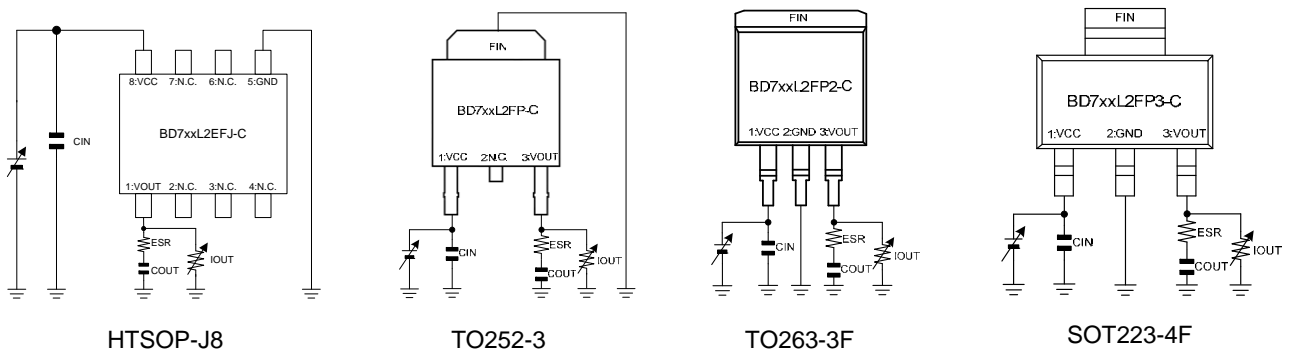 8:VCC 7:N.C. 6:N.C. 5:GND
BD7xxL2EFJ-C
1:VOUT 2:N.C. 3:N.C. 4:N.C.
CIN
ESR
COUT
IOUT
HTSOP-J8
FIN
BD7xxL2FP-C
1:VCC 2:N.C. 3:VOUT
CIN
ESR
COUT
IOUT
TO252-3
FIN
BD7xxL2FP2-C
1:VCC 2:GND 3:VOUT
CIN
ESR
COUT
IOUT
TO263-3F
FIN
BD7xxL2FP3-C
1:VCC 2:GND 3:VOUT
CIN
ESR
COUT
IOUT
SOT223-4F